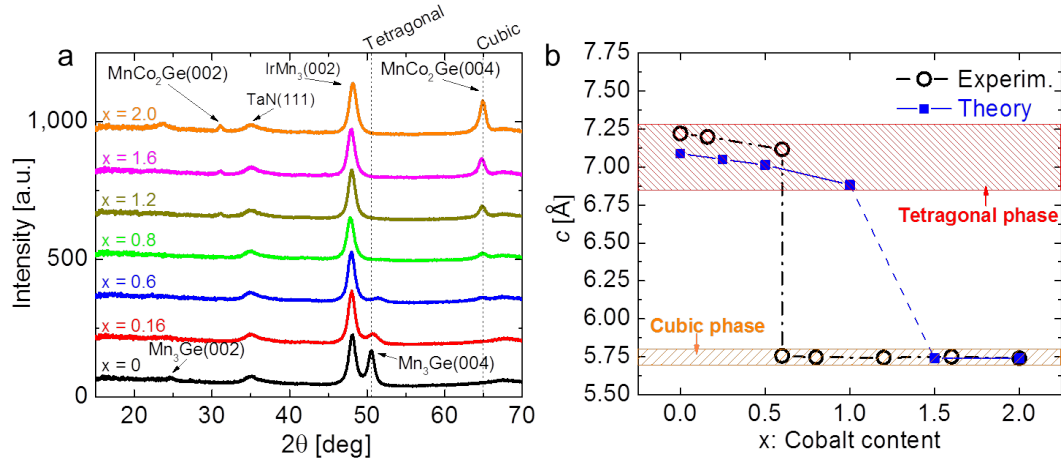 a
Tetragonal
Cubic
MnCo₂Ge(002)
IrMn₃(002)
MnCo₂Ge(004)
TaN(111)
x = 2.0
x = 1.6
x = 1.2
x = 0.8
x = 0.6
x = 0.16
x = 0
Mn₃Ge(002)
Mn₃Ge(004)
1,000
500
0
Intensity [a.u.]
20
30
40
50
60
70
2θ [deg]
b
Experim.
Theory
Tetragonal phase
Cubic phase
7.75
7.50
7.25
7.00
6.75
6.50
6.25
6.00
5.75
5.50
c [Å]
0.0
0.5
1.0
1.5
2.0
x: Cobalt content